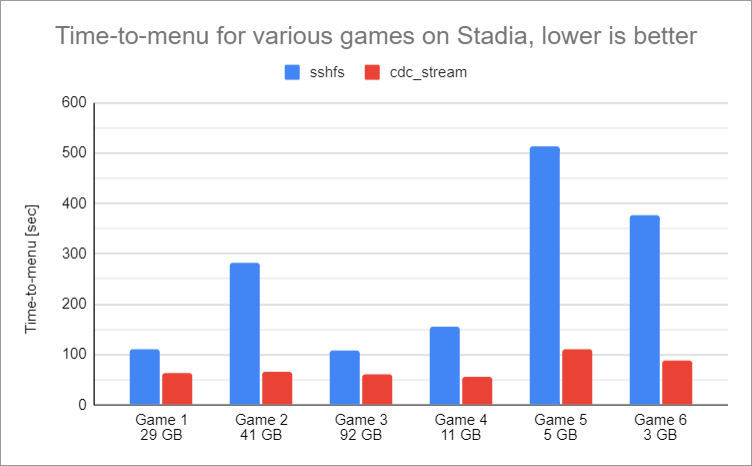 Time-to-menu for various games on Stadia, lower is better
sshfs cdc_stream
Time-to-menu [sec]
600
500
400
300
200
100
0
Game 1 Game 2 Game 3 Game 4 Game 5 Game 6
29 GB 41 GB 92 GB 11 GB 5 GB 3 GB